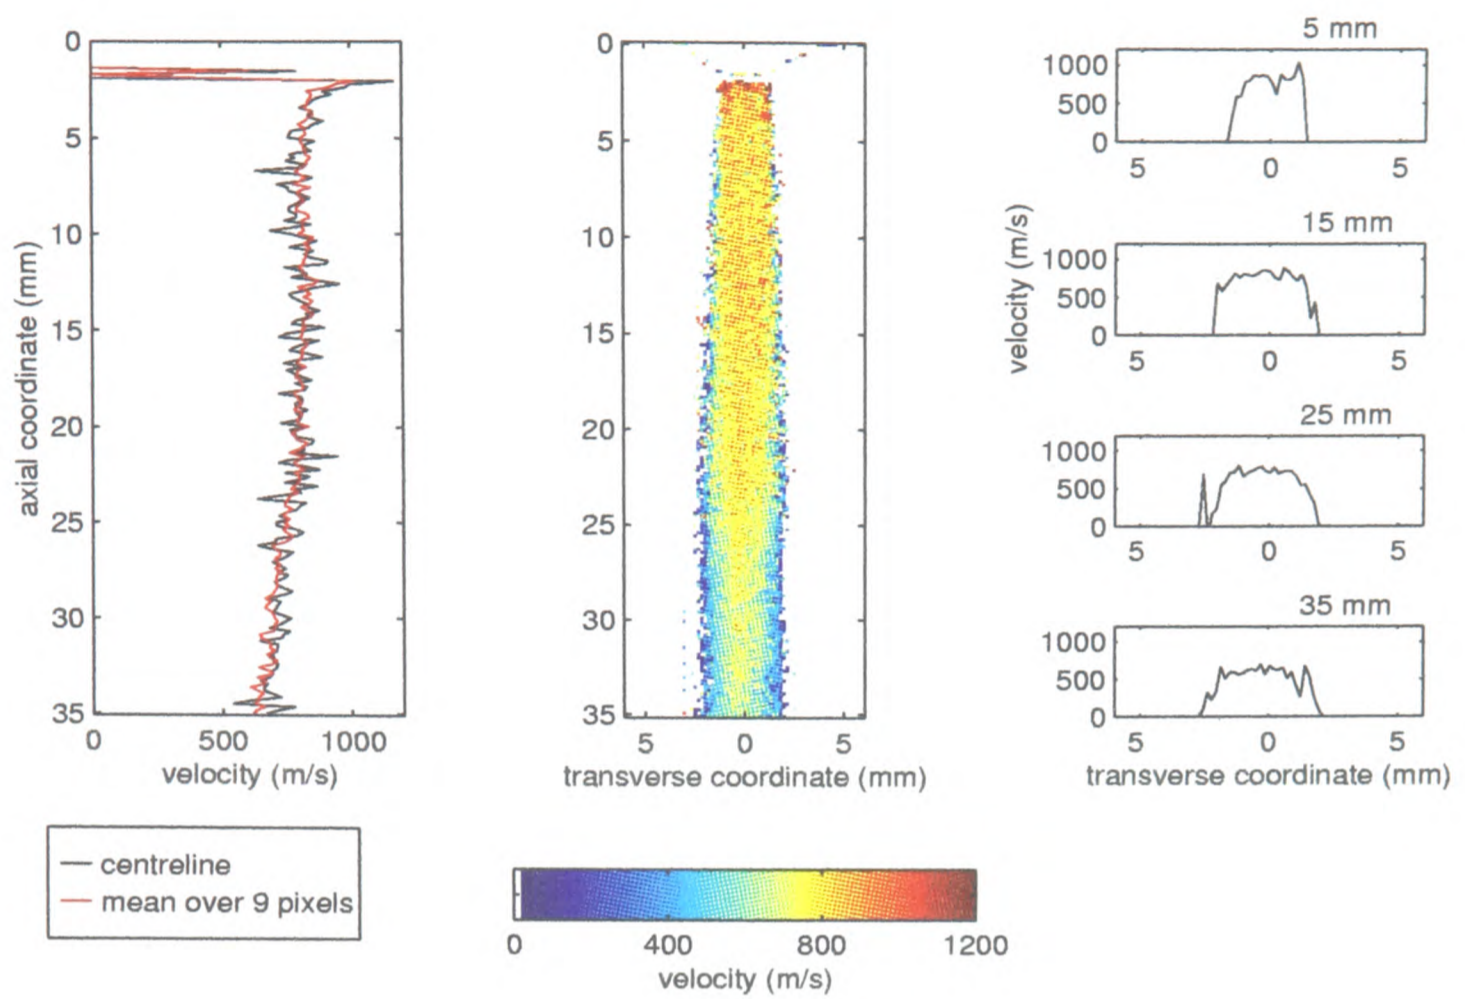 0
5
10
15
20
25
30
35
axial coordinate (mm)
0 500 1000
velocity (m/s)
centreline
mean over 9 pixels
0
5
10
15
20
25
30
35
5 0 5
transverse coordinate (mm)
0 400 800 1200
velocity (m/s)
velocity (m/s)
5 mm
1000
500
0
5 0 5
15 mm
1000
500
0
5 0 5
25 mm
1000
500
0
5 0 5
35 mm
1000
500
0
5 0 5
transverse coordinate (mm)